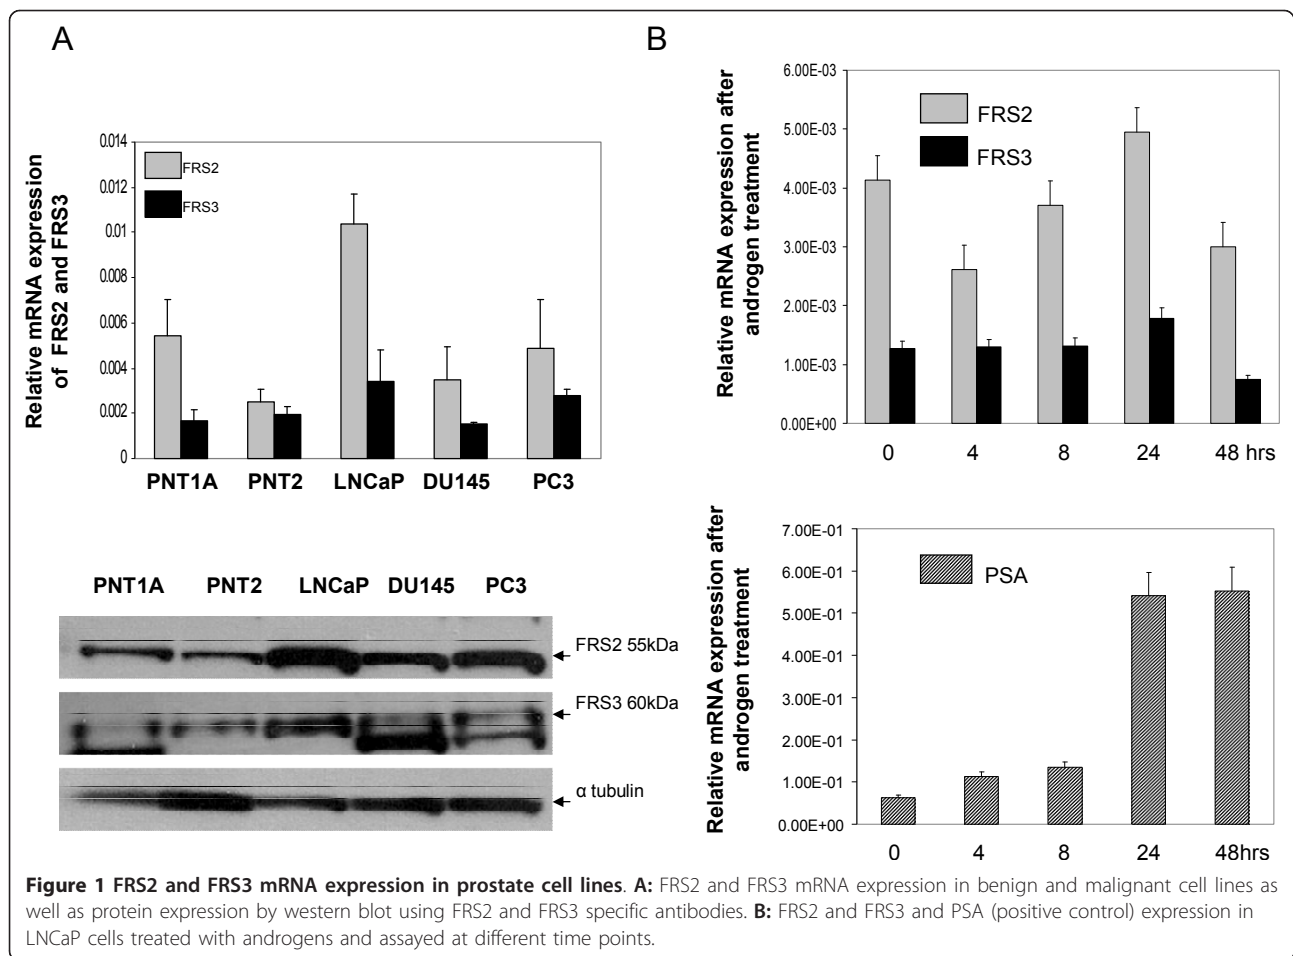 A
Relative mRNA expression
of FRS2 and FRS3
0.014
0.012
0.01
0.008
0.006
0.004
0.002
0
FRS2
FRS3
PNT1A PNT2 LNCaP DU145 PC3
PNT1A PNT2 LNCaP DU145 PC3
FRS2 55kDa
FRS3 60kDa
α tubulin
B
Relative mRNA expression after
androgen treatment
6.00E-03
5.00E-03
4.00E-03
3.00E-03
2.00E-03
1.00E-03
0.00E+00
FRS2
FRS3
0 4 8 24 48 hrs
Relative mRNA expression after
androgen treatment
7.00E-01
6.00E-01
5.00E-01
4.00E-01
3.00E-01
2.00E-01
1.00E-01
0.00E+00
PSA
0 4 8 24 48hrs
Figure 1 FRS2 and FRS3 mRNA expression in prostate cell lines. A: FRS2 and FRS3 mRNA expression in benign and malignant cell lines as
well as protein expression by western blot using FRS2 and FRS3 specific antibodies. B: FRS2 and FRS3 and PSA (positive control) expression in
LNCaP cells treated with androgens and assayed at different time points.